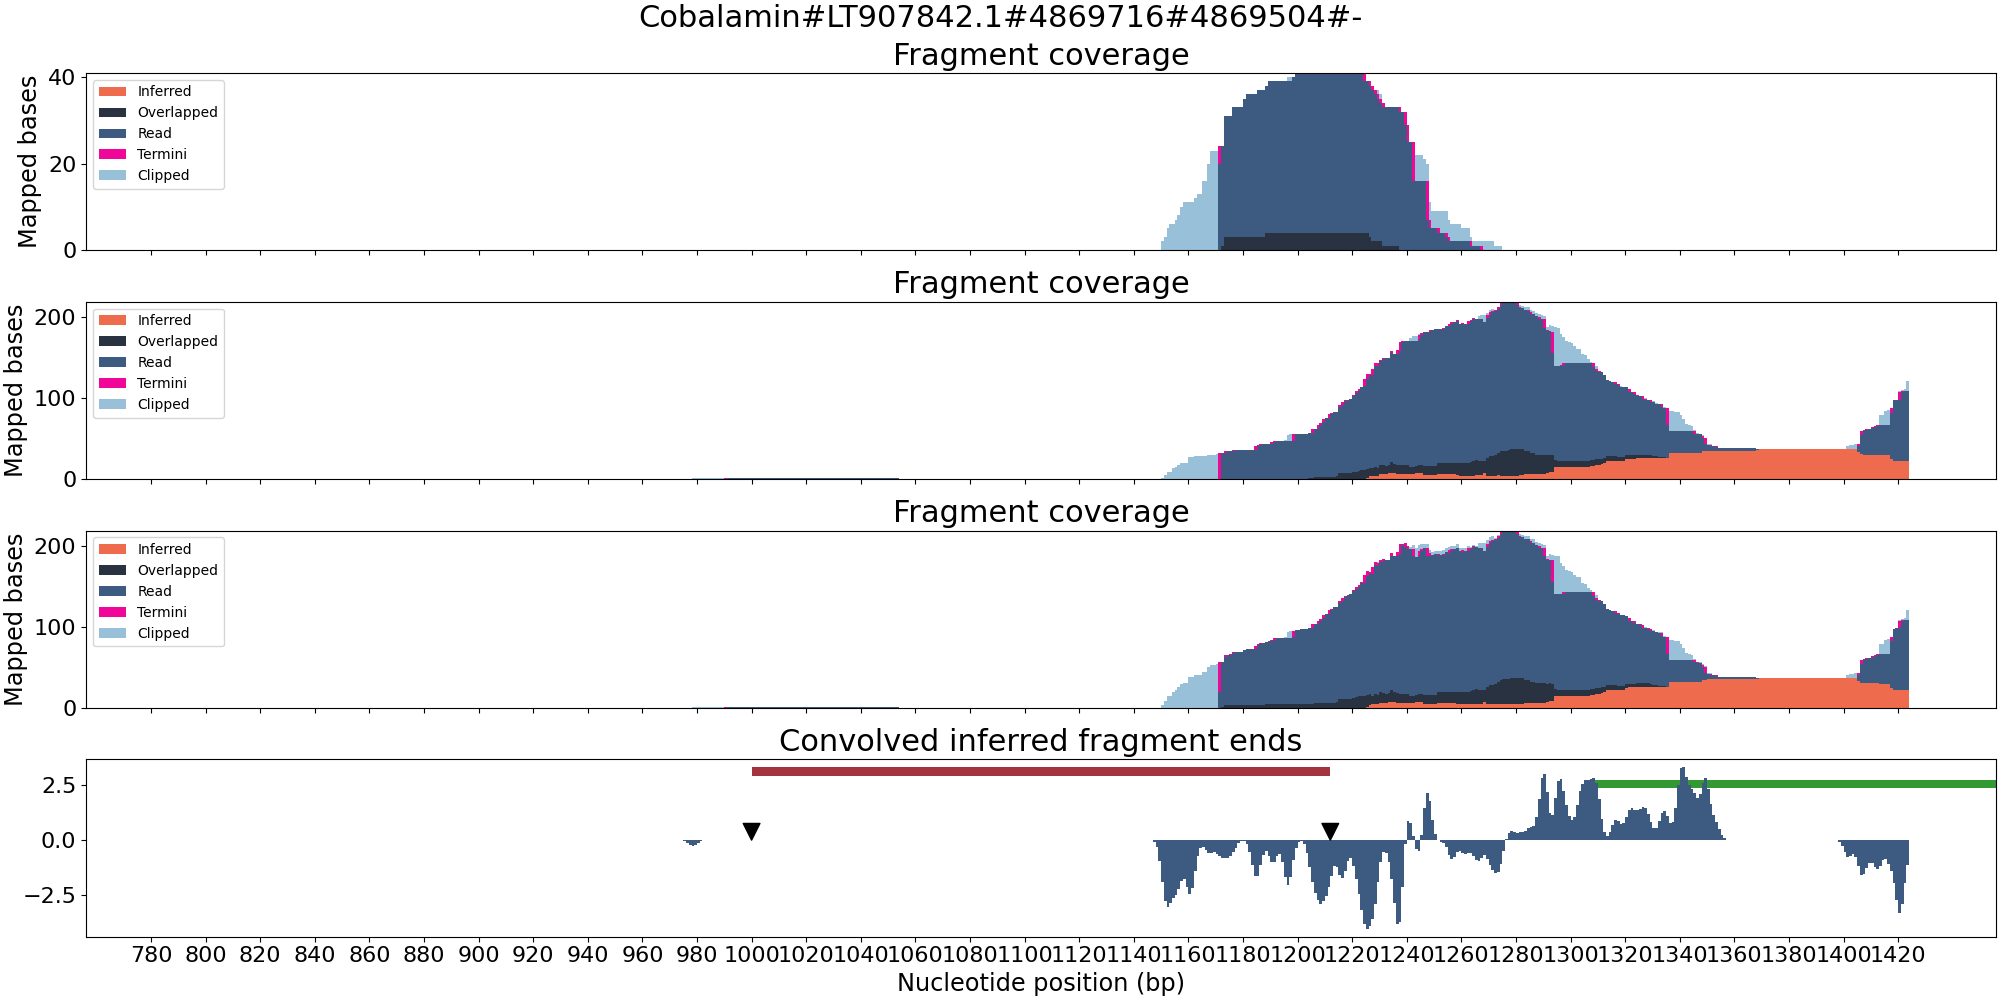 Cobalamin#LT907842.1#4869716#4869504#-
Fragment coverage
Mapped bases
40
20
0
Inferred
Overlapped
Read
Termini
Clipped
Fragment coverage
Mapped bases
200
100
0
Inferred
Overlapped
Read
Termini
Clipped
Fragment coverage
Mapped bases
200
100
0
Inferred
Overlapped
Read
Termini
Clipped
Convolved inferred fragment ends
2.5
0.0
−2.5
780 800 820 840 860 880 900 920 940 960 980 1000 1020 1040 1060 1080 1100 1120 1140 1160 1180 1200 1220 1240 1260 1280 1300 1320 1340 1360 1380 1400 1420
Nucleotide position (bp)